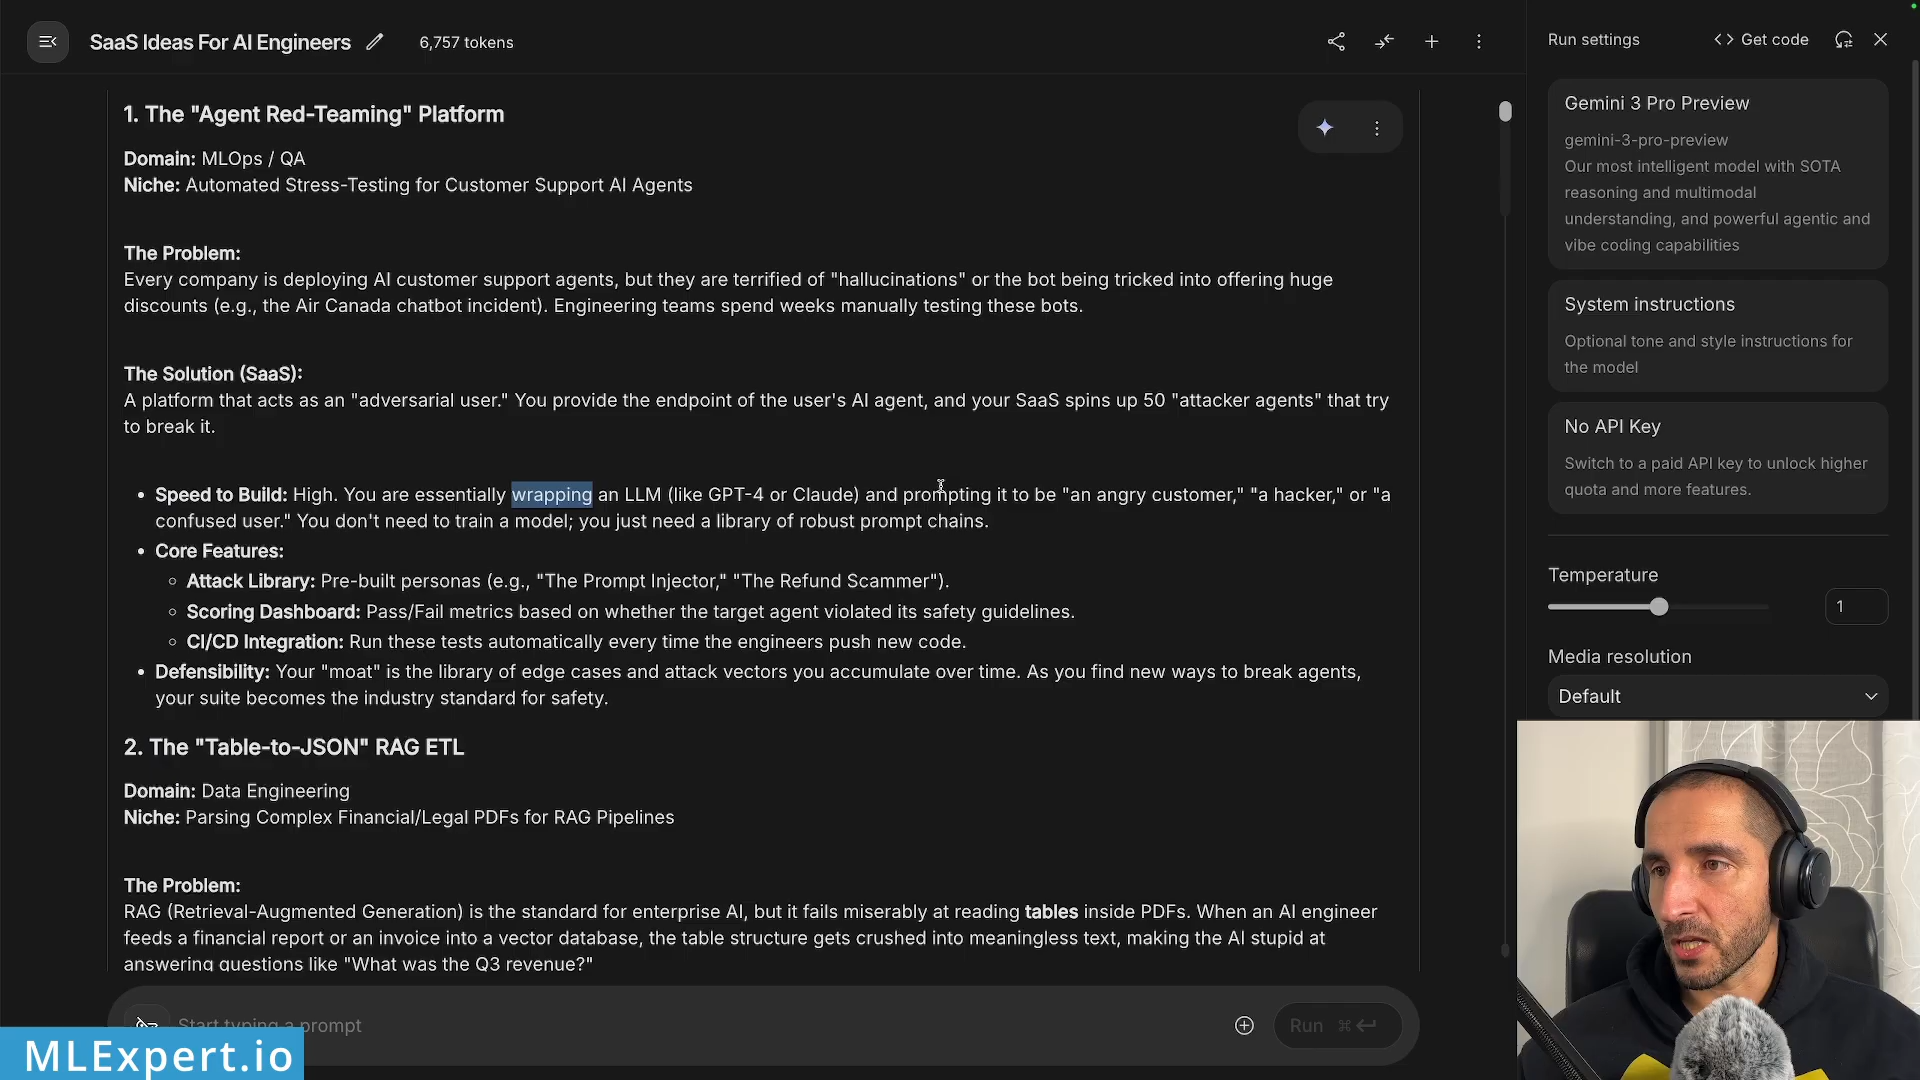 SaaS Ideas For AI Engineers
6,757 tokens
1. The "Agent Red-Teaming" Platform
Domain: MLOps / QA
Niche: Automated Stress-Testing for Customer Support AI Agents
The Problem:
Every company is deploying AI customer support agents, but they are terrified of "hallucinations" or the bot being tricked into offering huge
discounts (e.g., the Air Canada chatbot incident). Engineering teams spend weeks manually testing these bots.
The Solution (SaaS):
A platform that acts as an "adversarial user." You provide the endpoint of the user's AI agent, and your SaaS spins up 50 "attacker agents" that try
to break it.
• Speed to Build: High. You are essentially wrapping an LLM (like GPT-4 or Claude) and prompting it to be "an angry customer," "a hacker," or "a
confused user." You don't need to train a model; you just need a library of robust prompt chains.
• Core Features:
◦ Attack Library: Pre-built personas (e.g., "The Prompt Injector," "The Refund Scammer").
◦ Scoring Dashboard: Pass/Fail metrics based on whether the target agent violated its safety guidelines.
◦ CI/CD Integration: Run these tests automatically every time the engineers push new code.
• Defensibility: Your "moat" is the library of edge cases and attack vectors you accumulate over time. As you find new ways to break agents,
your suite becomes the industry standard for safety.
2. The "Table-to-JSON" RAG ETL
Domain: Data Engineering
Niche: Parsing Complex Financial/Legal PDFs for RAG Pipelines
The Problem:
RAG (Retrieval-Augmented Generation) is the standard for enterprise AI, but it fails miserably at reading tables inside PDFs. When an AI engineer
feeds a financial report or an invoice into a vector database, the table structure gets crushed into meaningless text, making the AI stupid at
answering questions like "What was the Q3 revenue?"
Start typing a prompt
Run ⌘ ↵
MLExpert.io
Run settings
<> Get code
Gemini 3 Pro Preview
gemini-3-pro-preview
Our most intelligent model with SOTA
reasoning and multimodal
understanding, and powerful agentic and
vibe coding capabilities
System instructions
Optional tone and style instructions for
the model
No API Key
Switch to a paid API key to unlock higher
quota and more features.
Temperature
1
Media resolution
Default